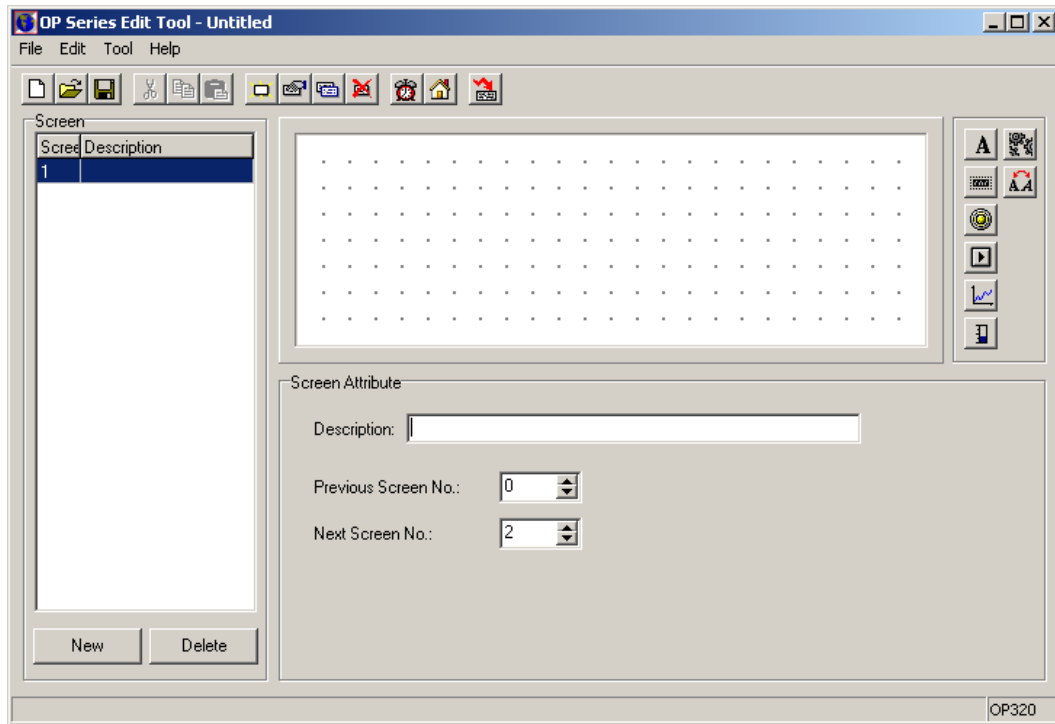 OP Series Edit Tool - Untitled
File Edit Tool Help
Screen
Scree Description
1
A
A A
Screen Attribute
Description:
Previous Screen No.: 0
Next Screen No.: 2
New Delete
OP320